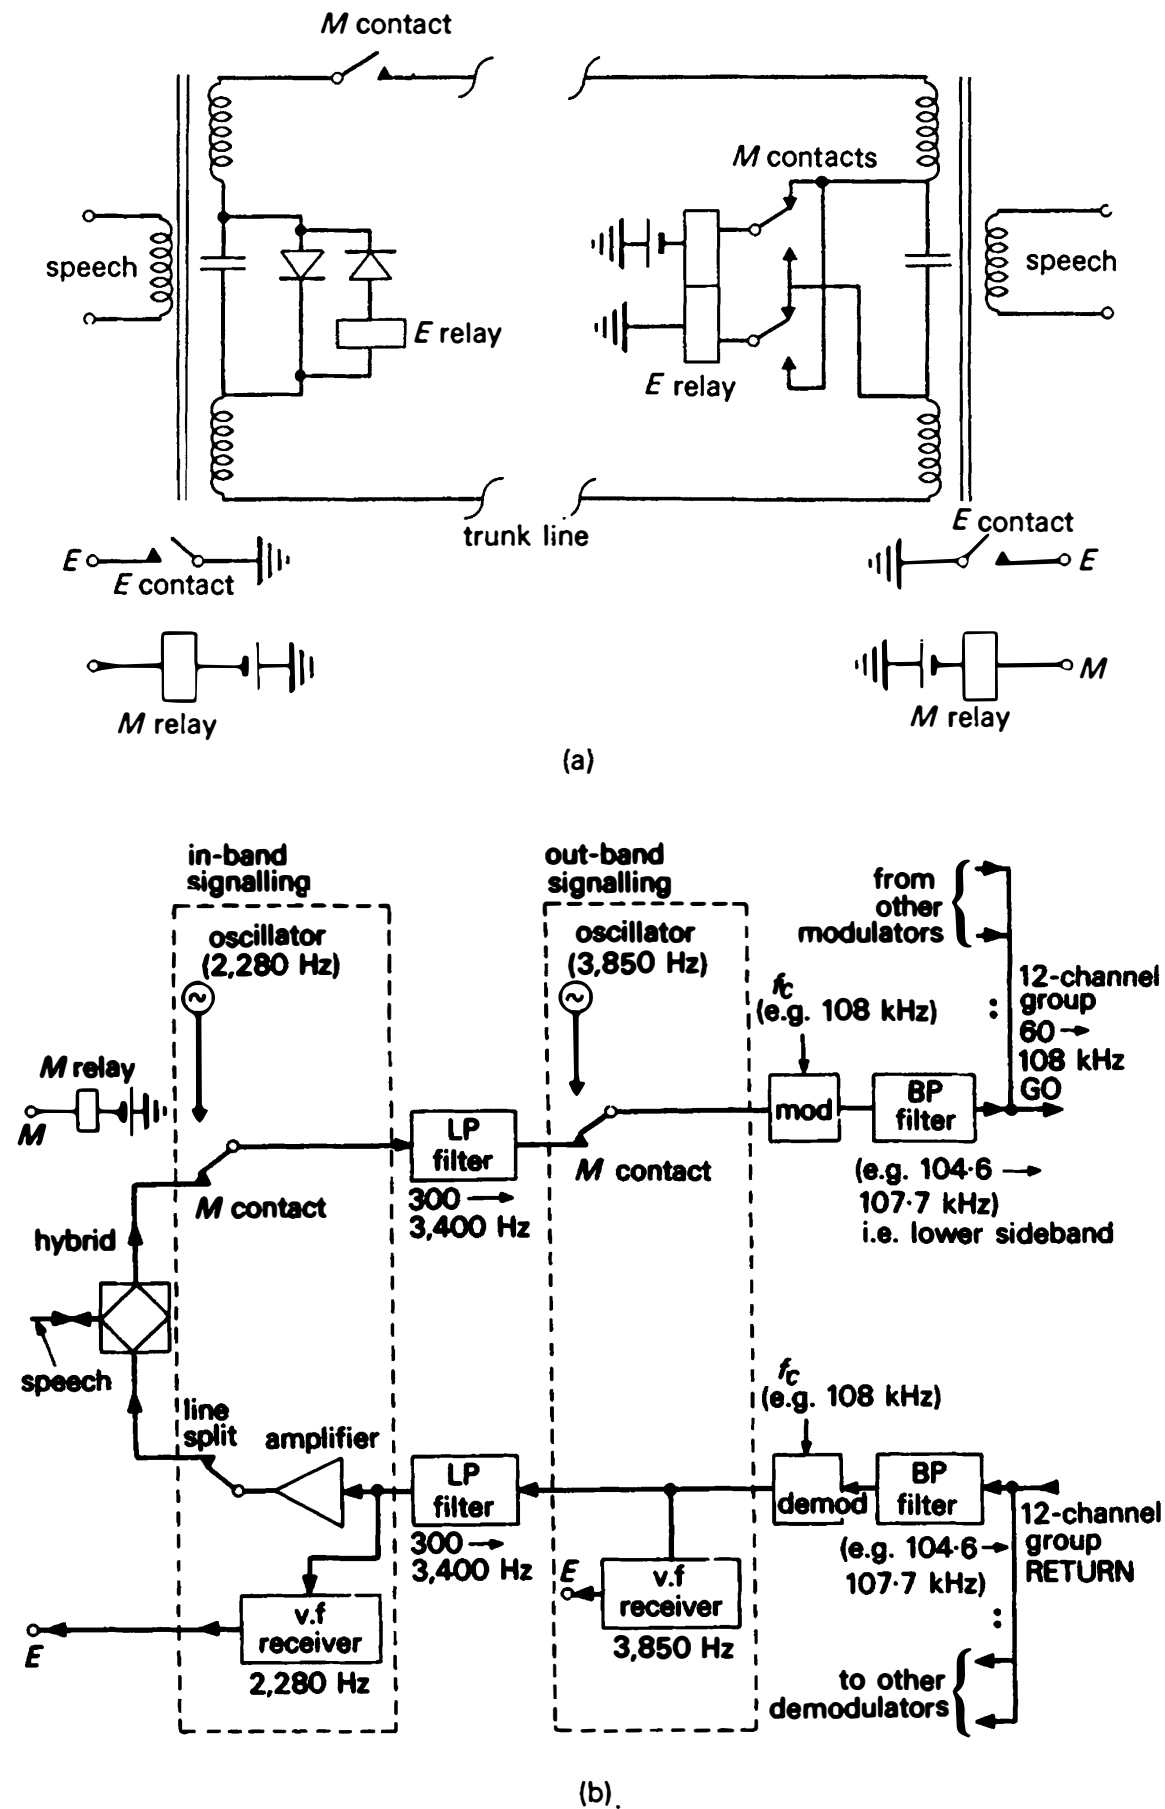 M contact
M contacts
speech
speech
E relay
E relay
trunk line
E contact
E
E contact
E
M relay
M
M relay
(a)
in-band
signalling
out-band
signalling
from
other
modulators
oscillator
(2,280 Hz)
oscillator
(3,850 Hz)
~
~
fc
(e.g. 108 kHz)
12-channel
group
60 →
108 kHz
GO
M relay
M
LP
filter
mod
BP
filter
M contact
300 →
3,400 Hz
M contact
(e.g. 104·6 →
107·7 kHz)
i.e. lower sideband
hybrid
speech
fc
(e.g. 108 kHz)
line
split
amplifier
LP
filter
demod
BP
filter
300 →
3,400 Hz
12-channel
group
RETURN
(e.g. 104·6 →
107·7 kHz)
E
v.f
receiver
3,850 Hz
v.f
receiver
2,280 Hz
E
to other
demodulators
(b).